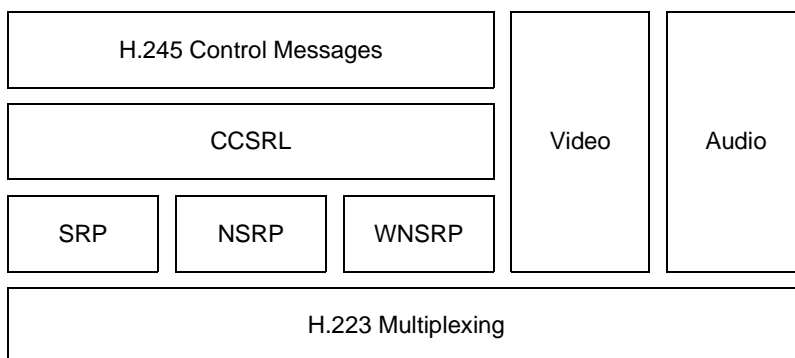 H.245 Control Messages
CCSRL
Video
Audio
SRP
NSRP
WNSRP
H.223 Multiplexing